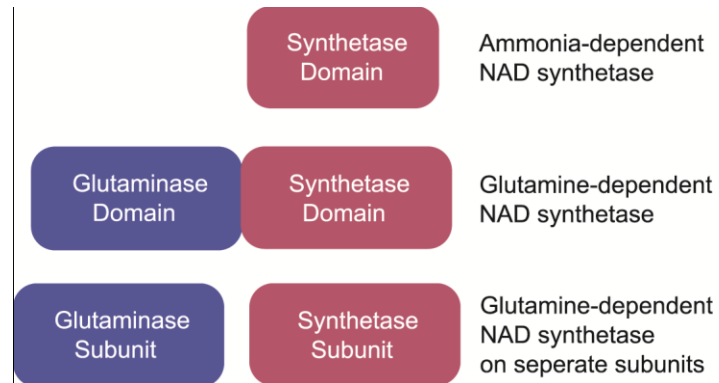 Synthetase
Domain
Ammonia-dependent
NAD synthetase
Glutaminase
Domain
Synthetase
Domain
Glutamine-dependent
NAD synthetase
Glutaminase
Subunit
Synthetase
Subunit
Glutamine-dependent
NAD synthetase
on seperate subunits